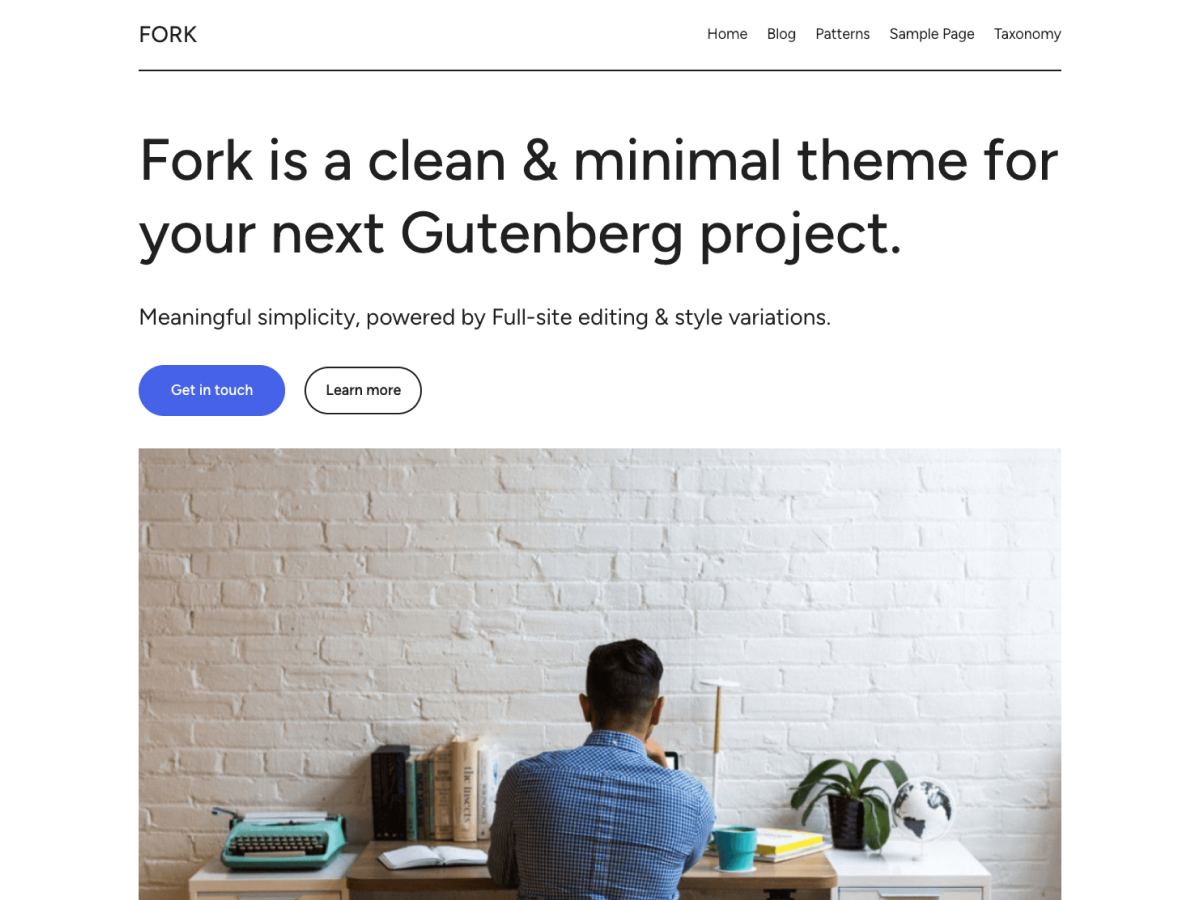 FORK
Home Blog Patterns Sample Page Taxonomy
Fork is a clean & minimal theme for
your next Gutenberg project.
Meaningful simplicity, powered by Full-site editing & style variations.
Get in touch Learn more
the insects